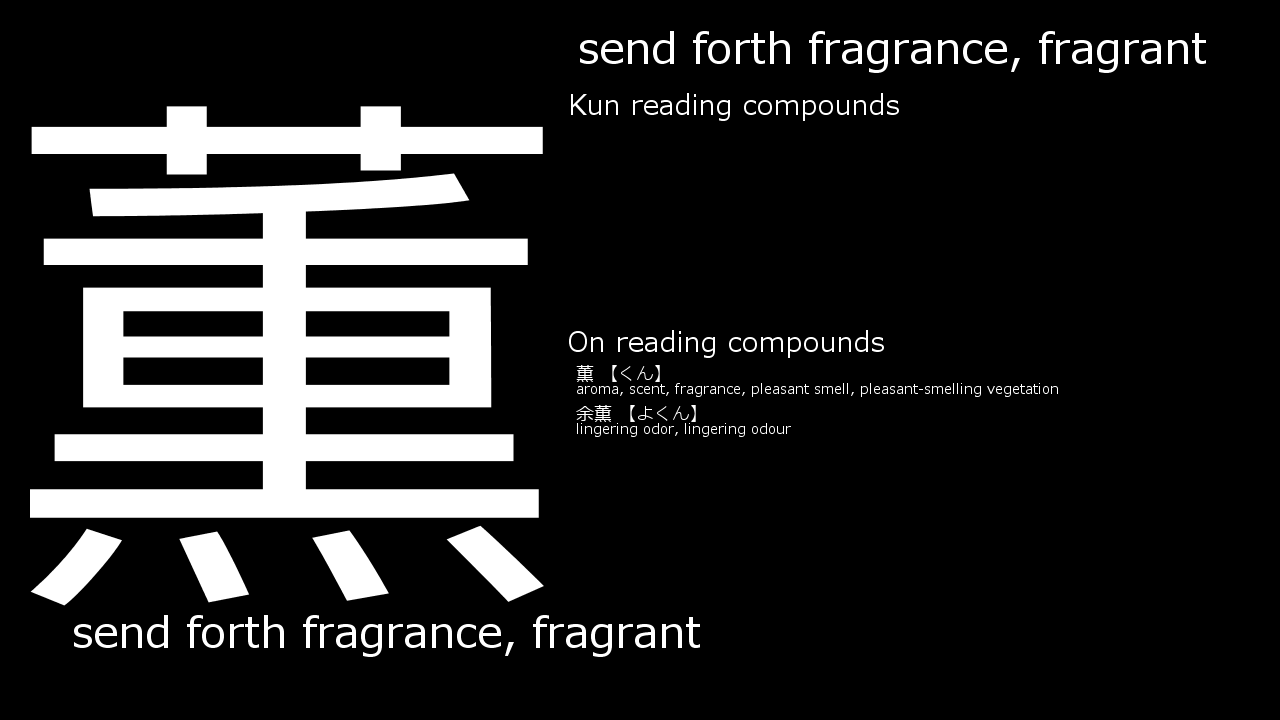 薫
send forth fragrance, fragrant
send forth fragrance, fragrant
Kun reading compounds
On reading compounds
薫 【くん】
aroma, scent, fragrance, pleasant smell, pleasant-smelling vegetation
余薫 【よくん】
lingering odor, lingering odour